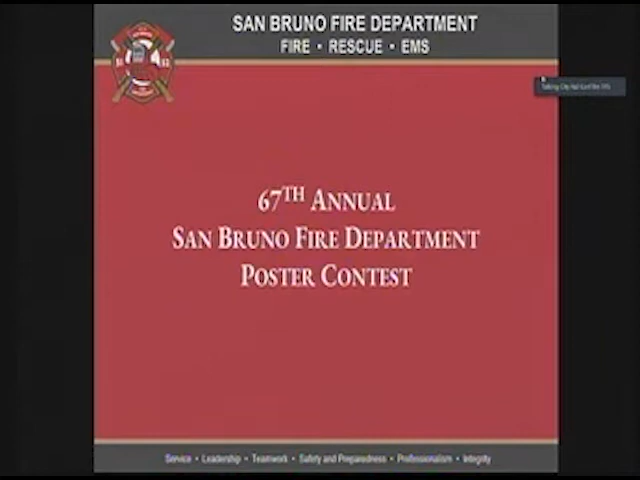 SAN BRUNO FIRE DEPARTMENT
FIRE • RESCUE • EMS
67TH ANNUAL
SAN BRUNO FIRE DEPARTMENT
POSTER CONTEST
Service • Leadership • Teamwork • Safety and Preparedness • Professionalism • Integrity